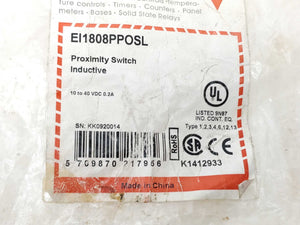 ture controls - Timers - Counters - Panel
meters - Bases - Solid State Relays
EI1808PPOSL
Proximity Switch
Inductive
10 to 40 VDC 0.2A
UL
LISTED 9N87
IND. CONT. EQ.
Type 1,2,3,4,6,12,13
SN: KK0920014
5 709870 217956
RoHS
CE
K1412933
Made in China